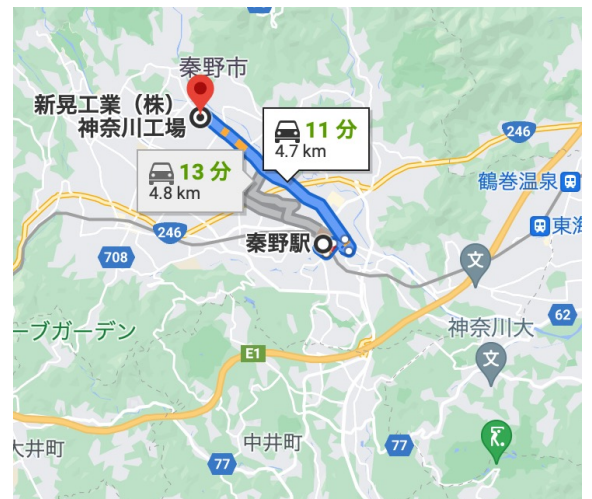 秦野市
新晃工業（株）
神奈川工場
11 分
4.7 km
13 分
4.8 km
246
鶴巻温泉
東海
秦野駅
246
708
文
62
神奈川大
ーブガーデン
E1
文
大井町
中井町
77
77